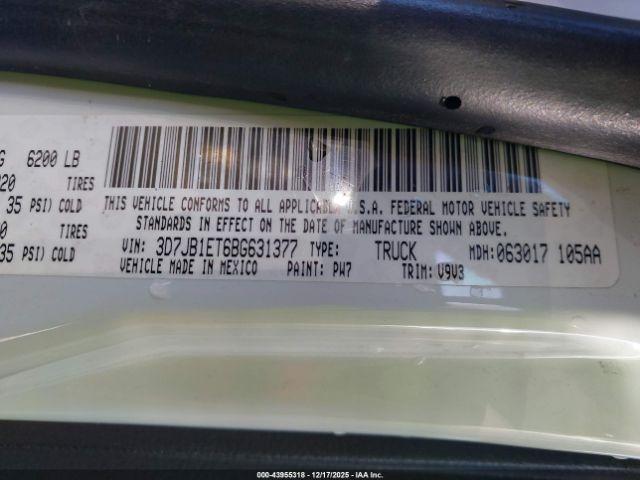 G 6200 LB
020 TIRES
35 PSI) COLD
0 TIRES
35 PSI) COLD
THIS VEHICLE CONFORMS TO ALL APPLICABLE U.S.A. FEDERAL MOTOR VEHICLE SAFETY
STANDARDS IN EFFECT ON THE DATE OF MANUFACTURE SHOWN ABOVE.
VIN: 3D7JB1ET6BG631377 TYPE: TRUCK MDH:063017 105AA
VEHICLE MADE IN MEXICO PAINT: PW7 TRIM: V9V3
000-43955318 - 12/17/2025 - IAA Inc.